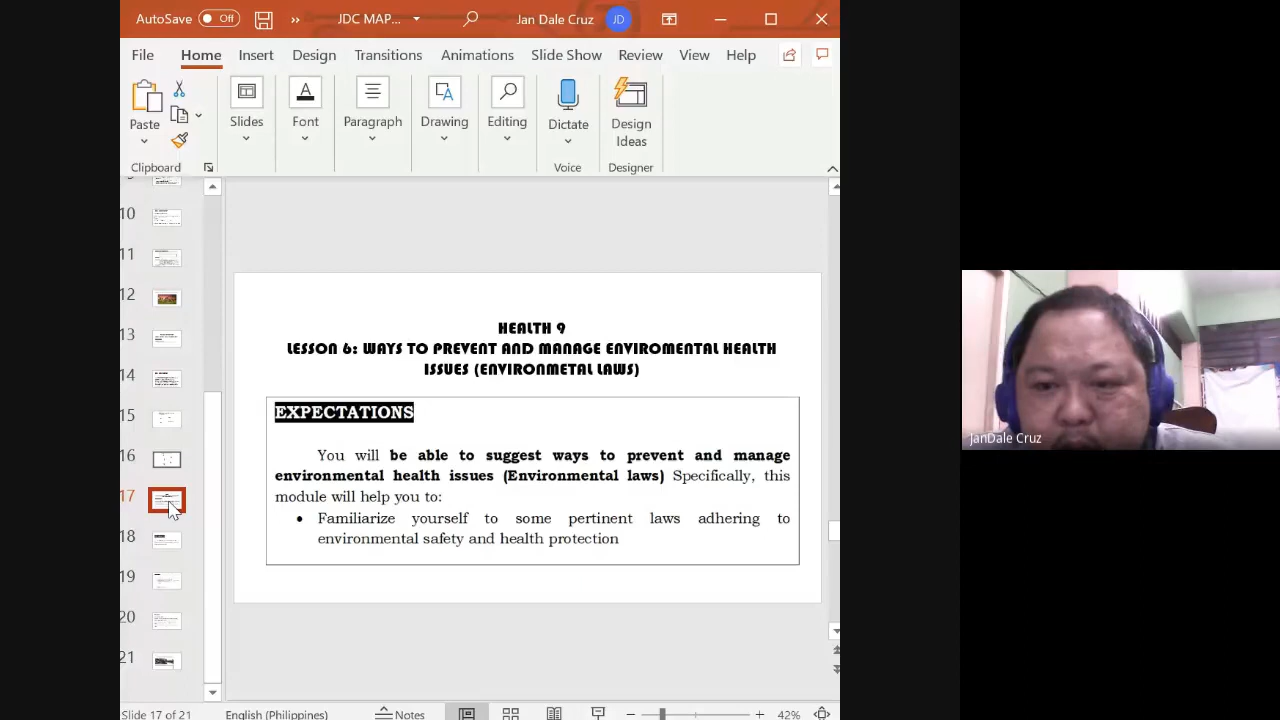 AutoSave Off JDC MAP... Jan Dale Cruz JD
File Home Insert Design Transitions Animations Slide Show Review View Help
Paste Slides Font Paragraph Drawing Editing Dictate Design Ideas
Clipboard Voice Designer
10
11
12
13
14
15
16
17
18
19
20
21
HEALTH 9
LESSON 6: WAYS TO PREVENT AND MANAGE ENVIROMENTAL HEALTH
ISSUES (ENVIRONMETAL LAWS)
EXPECTATIONS
You will be able to suggest ways to prevent and manage
environmental health issues (Environmental laws) Specifically, this
module will help you to:
• Familiarize yourself to some pertinent laws adhering to
environmental safety and health protection
JanDale Cruz
Slide 17 of 21 English (Philippines) Notes 42%